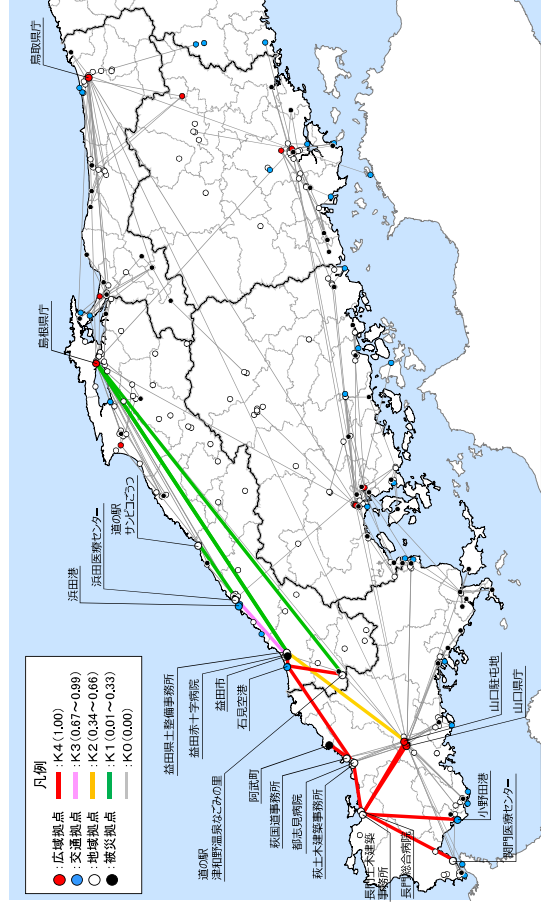 凡例
：広域拠点
：交通拠点
：地域拠点
：被災拠点
：K4（1.00）
：K3（0.67～0.99）
：K2（0.34～0.66）
：K1（0.01～0.33）
：K0（0.00）
鳥取県庁
島根県庁
道の駅
サンピコごうつ
浜田医療センター
浜田港
益田県土整備事務所
益田赤十字病院
益田市
石見空港
道の駅
津和野温泉なごみの里
阿武町
萩国道事務所
都志見病院
萩土木建築事務所
長門土木建築
事務所
長門総合病院
山口駐屯地
山口県庁
小野田港
関門医療センター